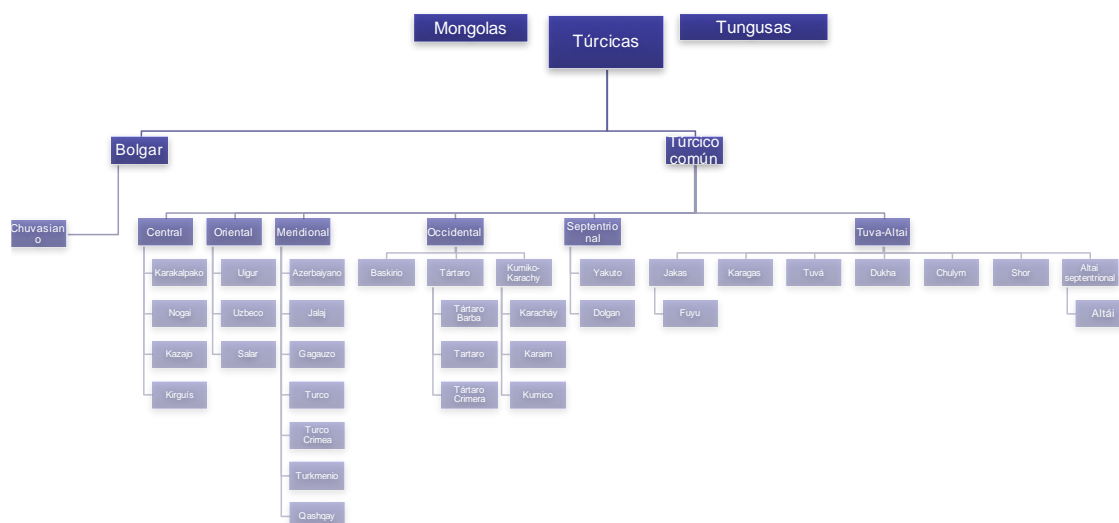 Mongolas
Túrcicas
Tungusas
Bolgar
Túrcico
común
Chuvasian
o
Central
Oriental
Meridional
Occidental
Septentrio
nal
Tuva-Altai
Karakalpako
Nogai
Kazajo
Kirguís
Uigur
Uzbeco
Salar
Azerbaiyano
Jalaj
Gagauzo
Turco
Turco
Crimea
Turkmenio
Qashqay
Baskirio
Tártaro
Tártaro
Barba
Tartaro
Tártaro
Crimera
Kumiko-
Karachy
Karacháy
Karaim
Kumico
Yakuto
Dolgan
Jakas
Fuyu
Karagas
Tuvá
Dukha
Chulym
Shor
Altai
septentrional
Altái